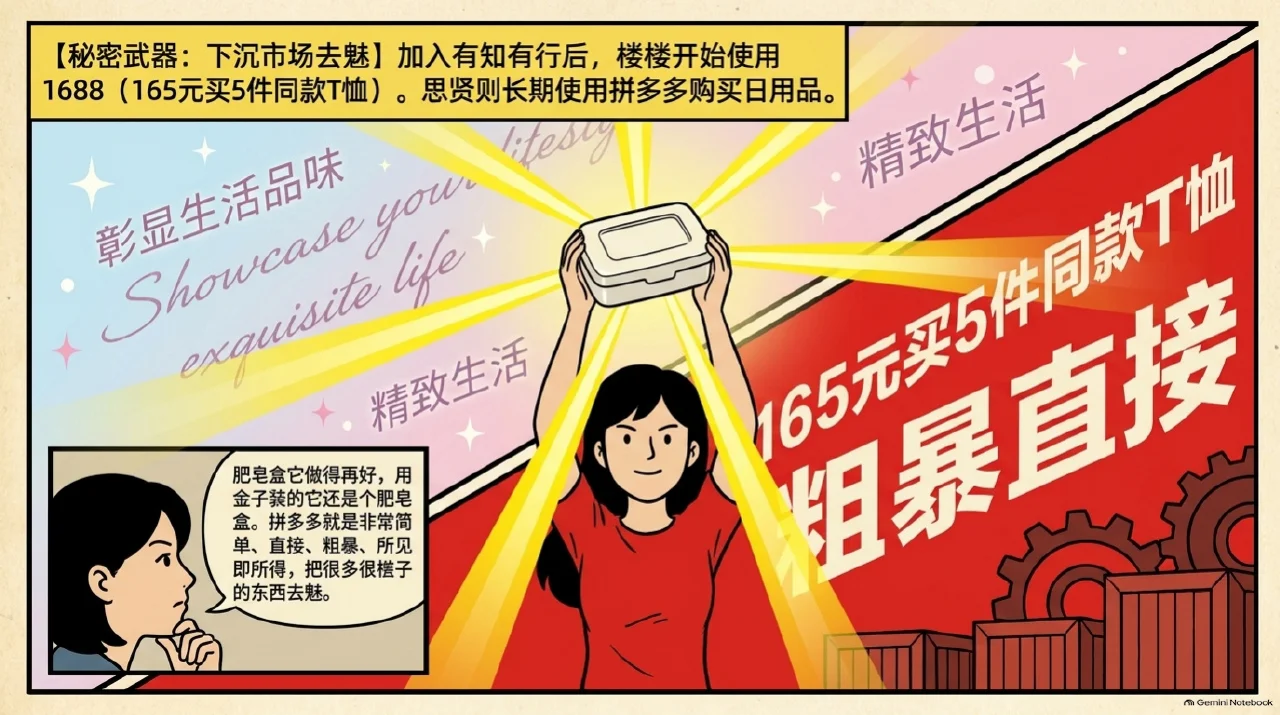 【秘密武器：下沉市场去魅】加入有知有行后，楼楼开始使用
1688（165元买5件同款T恤）。思贤则长期使用拼多多购买日用品。
彰显生活品味
Showcase your lifesty
exquisite life
精致生活
精致生活
165元买5件同款T恤
粗暴直接
肥皂盒它做得再好，用
金子装的它还是个肥皂
盒。拼多多就是非常简
单、直接、粗暴、所见
即所得，把很多很
子
的东西去魅。
Gemini Notebook